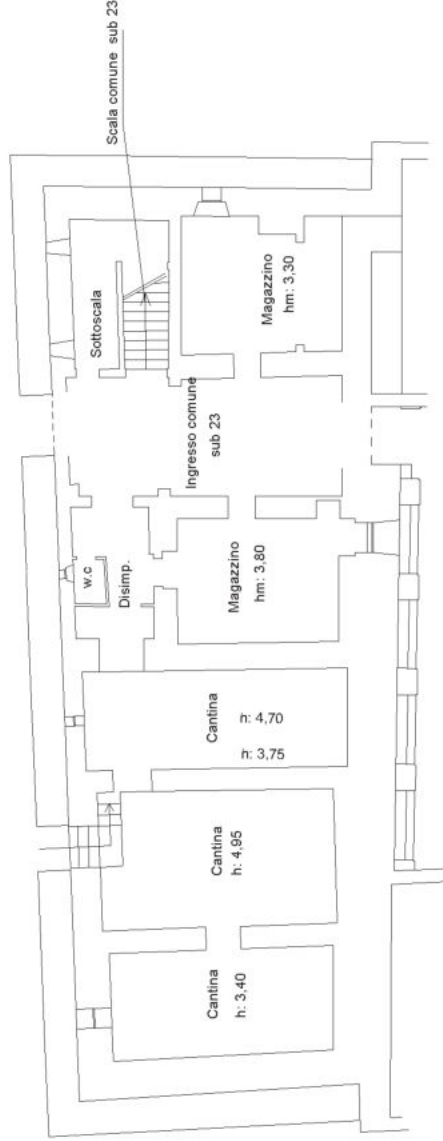 Scala comune sub 23
Sottoscala
Magazzino
hm: 3,30
Ingresso comune
sub 23
w.c
Disimp.
Magazzino
hm: 3,80
Cantina
h: 4,70
h: 3,75
Cantina
h: 4,95
Cantina
h: 3,40